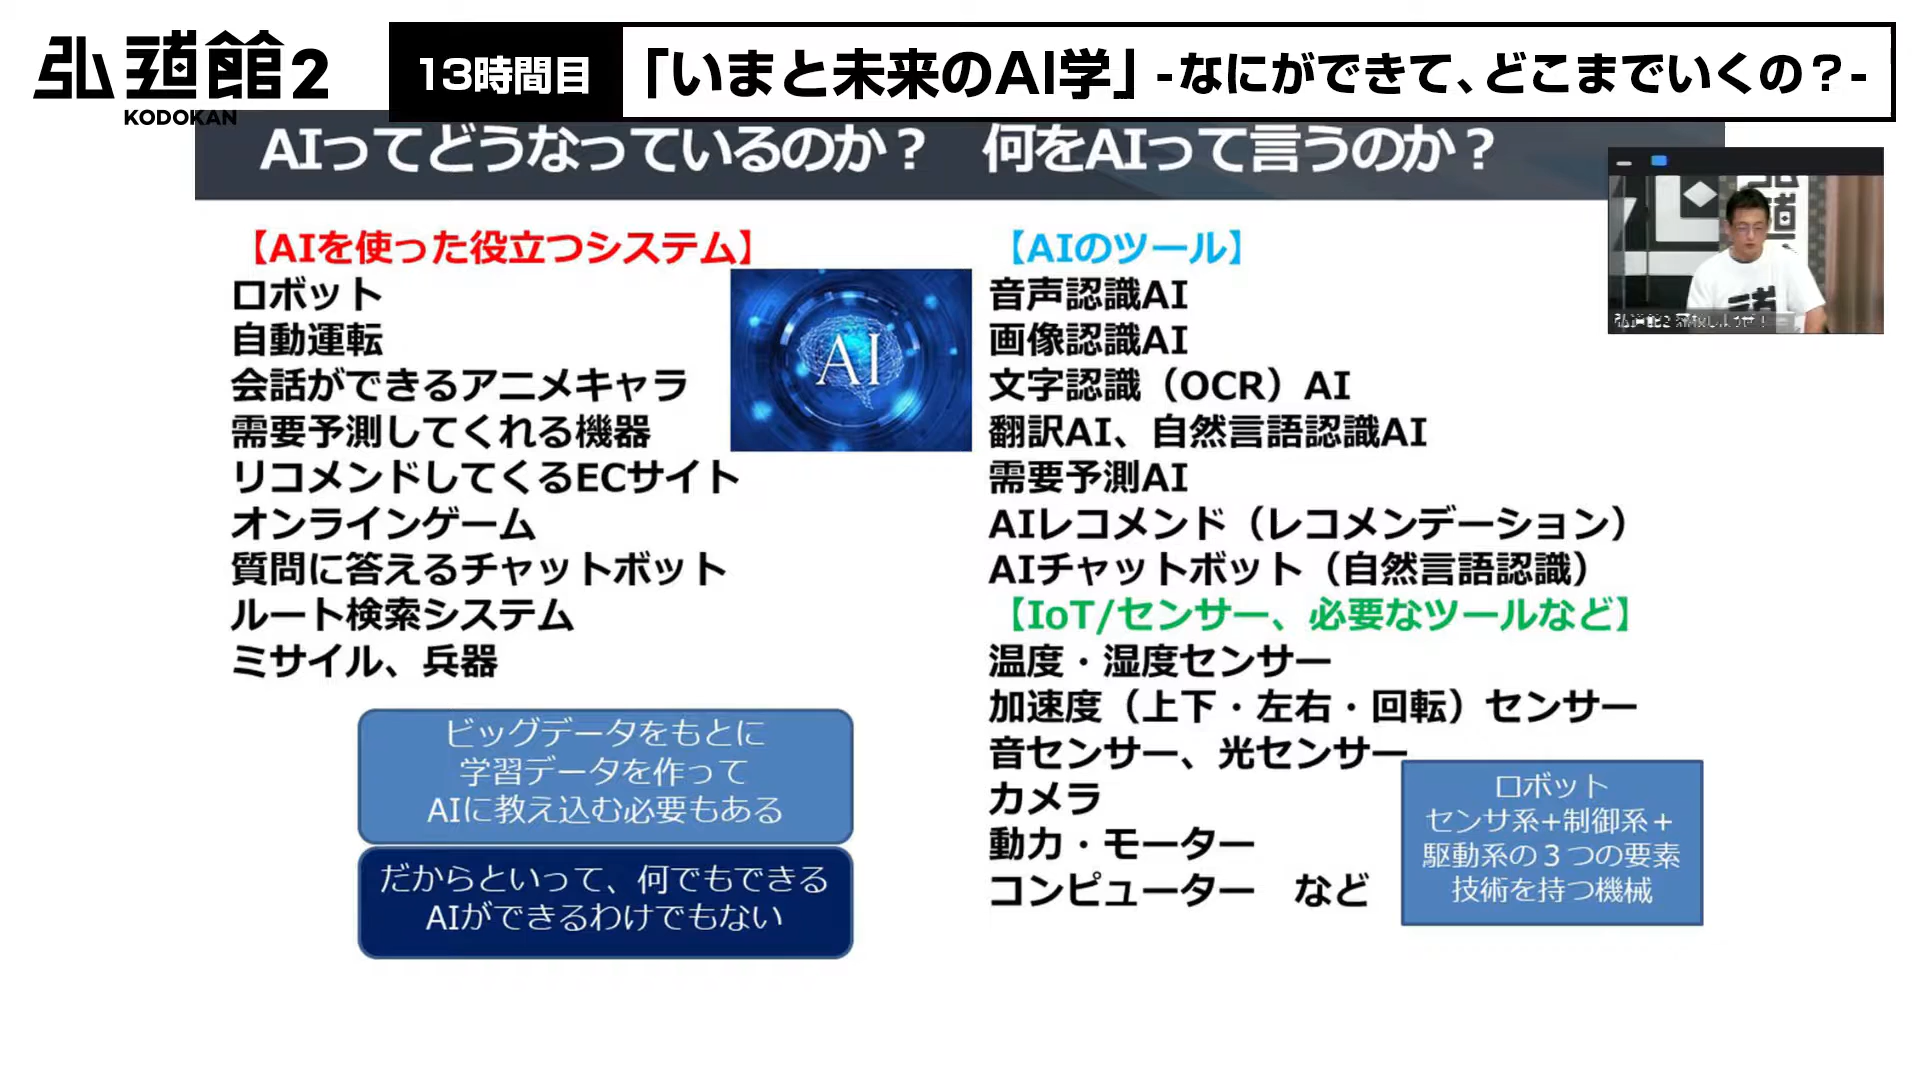 弘道館2
KODOKAN
13時間目
「いまと未来のAI学」-なにができて、どこまでいくの？-
AIってどうなっているのか？　何をAIって言うのか？
【AIを使った役立つシステム】
ロボット
自動運転
会話ができるアニメキャラ
需要予測してくれる機器
リコメンドしてくるECサイト
オンラインゲーム
質問に答えるチャットボット
ルート検索システム
ミサイル、兵器
AI
ビッグデータをもとに
学習データを作って
AIに教え込む必要もある
だからといって、何でもできる
AIができるわけでもない
【AIのツール】
音声認識AI
画像認識AI
文字認識（OCR）AI
翻訳AI、自然言語認識AI
需要予測AI
AIレコメンド（レコメンデーション）
AIチャットボット（自然言語認識）
【IoT/センサー、必要なツールなど】
温度・湿度センサー
加速度（上下・左右・回転）センサー
音センサー、光センサー
カメラ
動力・モーター
コンピューター　など
ロボット
センサ系+制御系＋
駆動系の３つの要素
技術を持つ機械